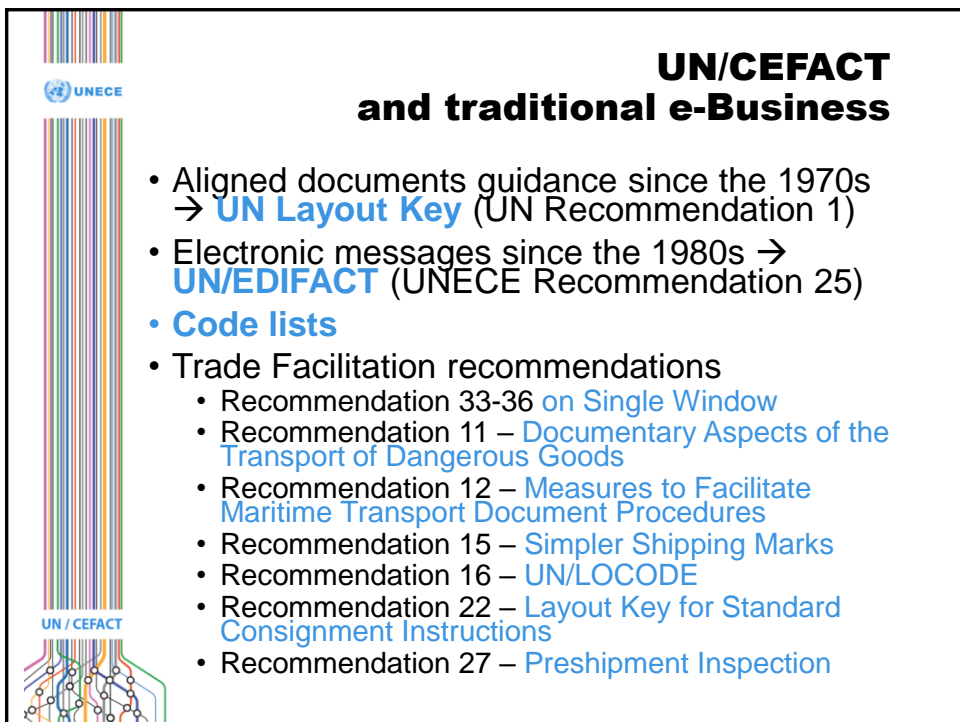 UNECE
UN/CEFACT
and traditional e-Business
• Aligned documents guidance since the 1970s
→ UN Layout Key (UN Recommendation 1)
• Electronic messages since the 1980s →
UN/EDIFACT (UNECE Recommendation 25)
• Code lists
• Trade Facilitation recommendations
• Recommendation 33-36 on Single Window
• Recommendation 11 – Documentary Aspects of the
Transport of Dangerous Goods
• Recommendation 12 – Measures to Facilitate
Maritime Transport Document Procedures
• Recommendation 15 – Simpler Shipping Marks
• Recommendation 16 – UN/LOCODE
• Recommendation 22 – Layout Key for Standard
Consignment Instructions
• Recommendation 27 – Preshipment Inspection
UN / CEFACT